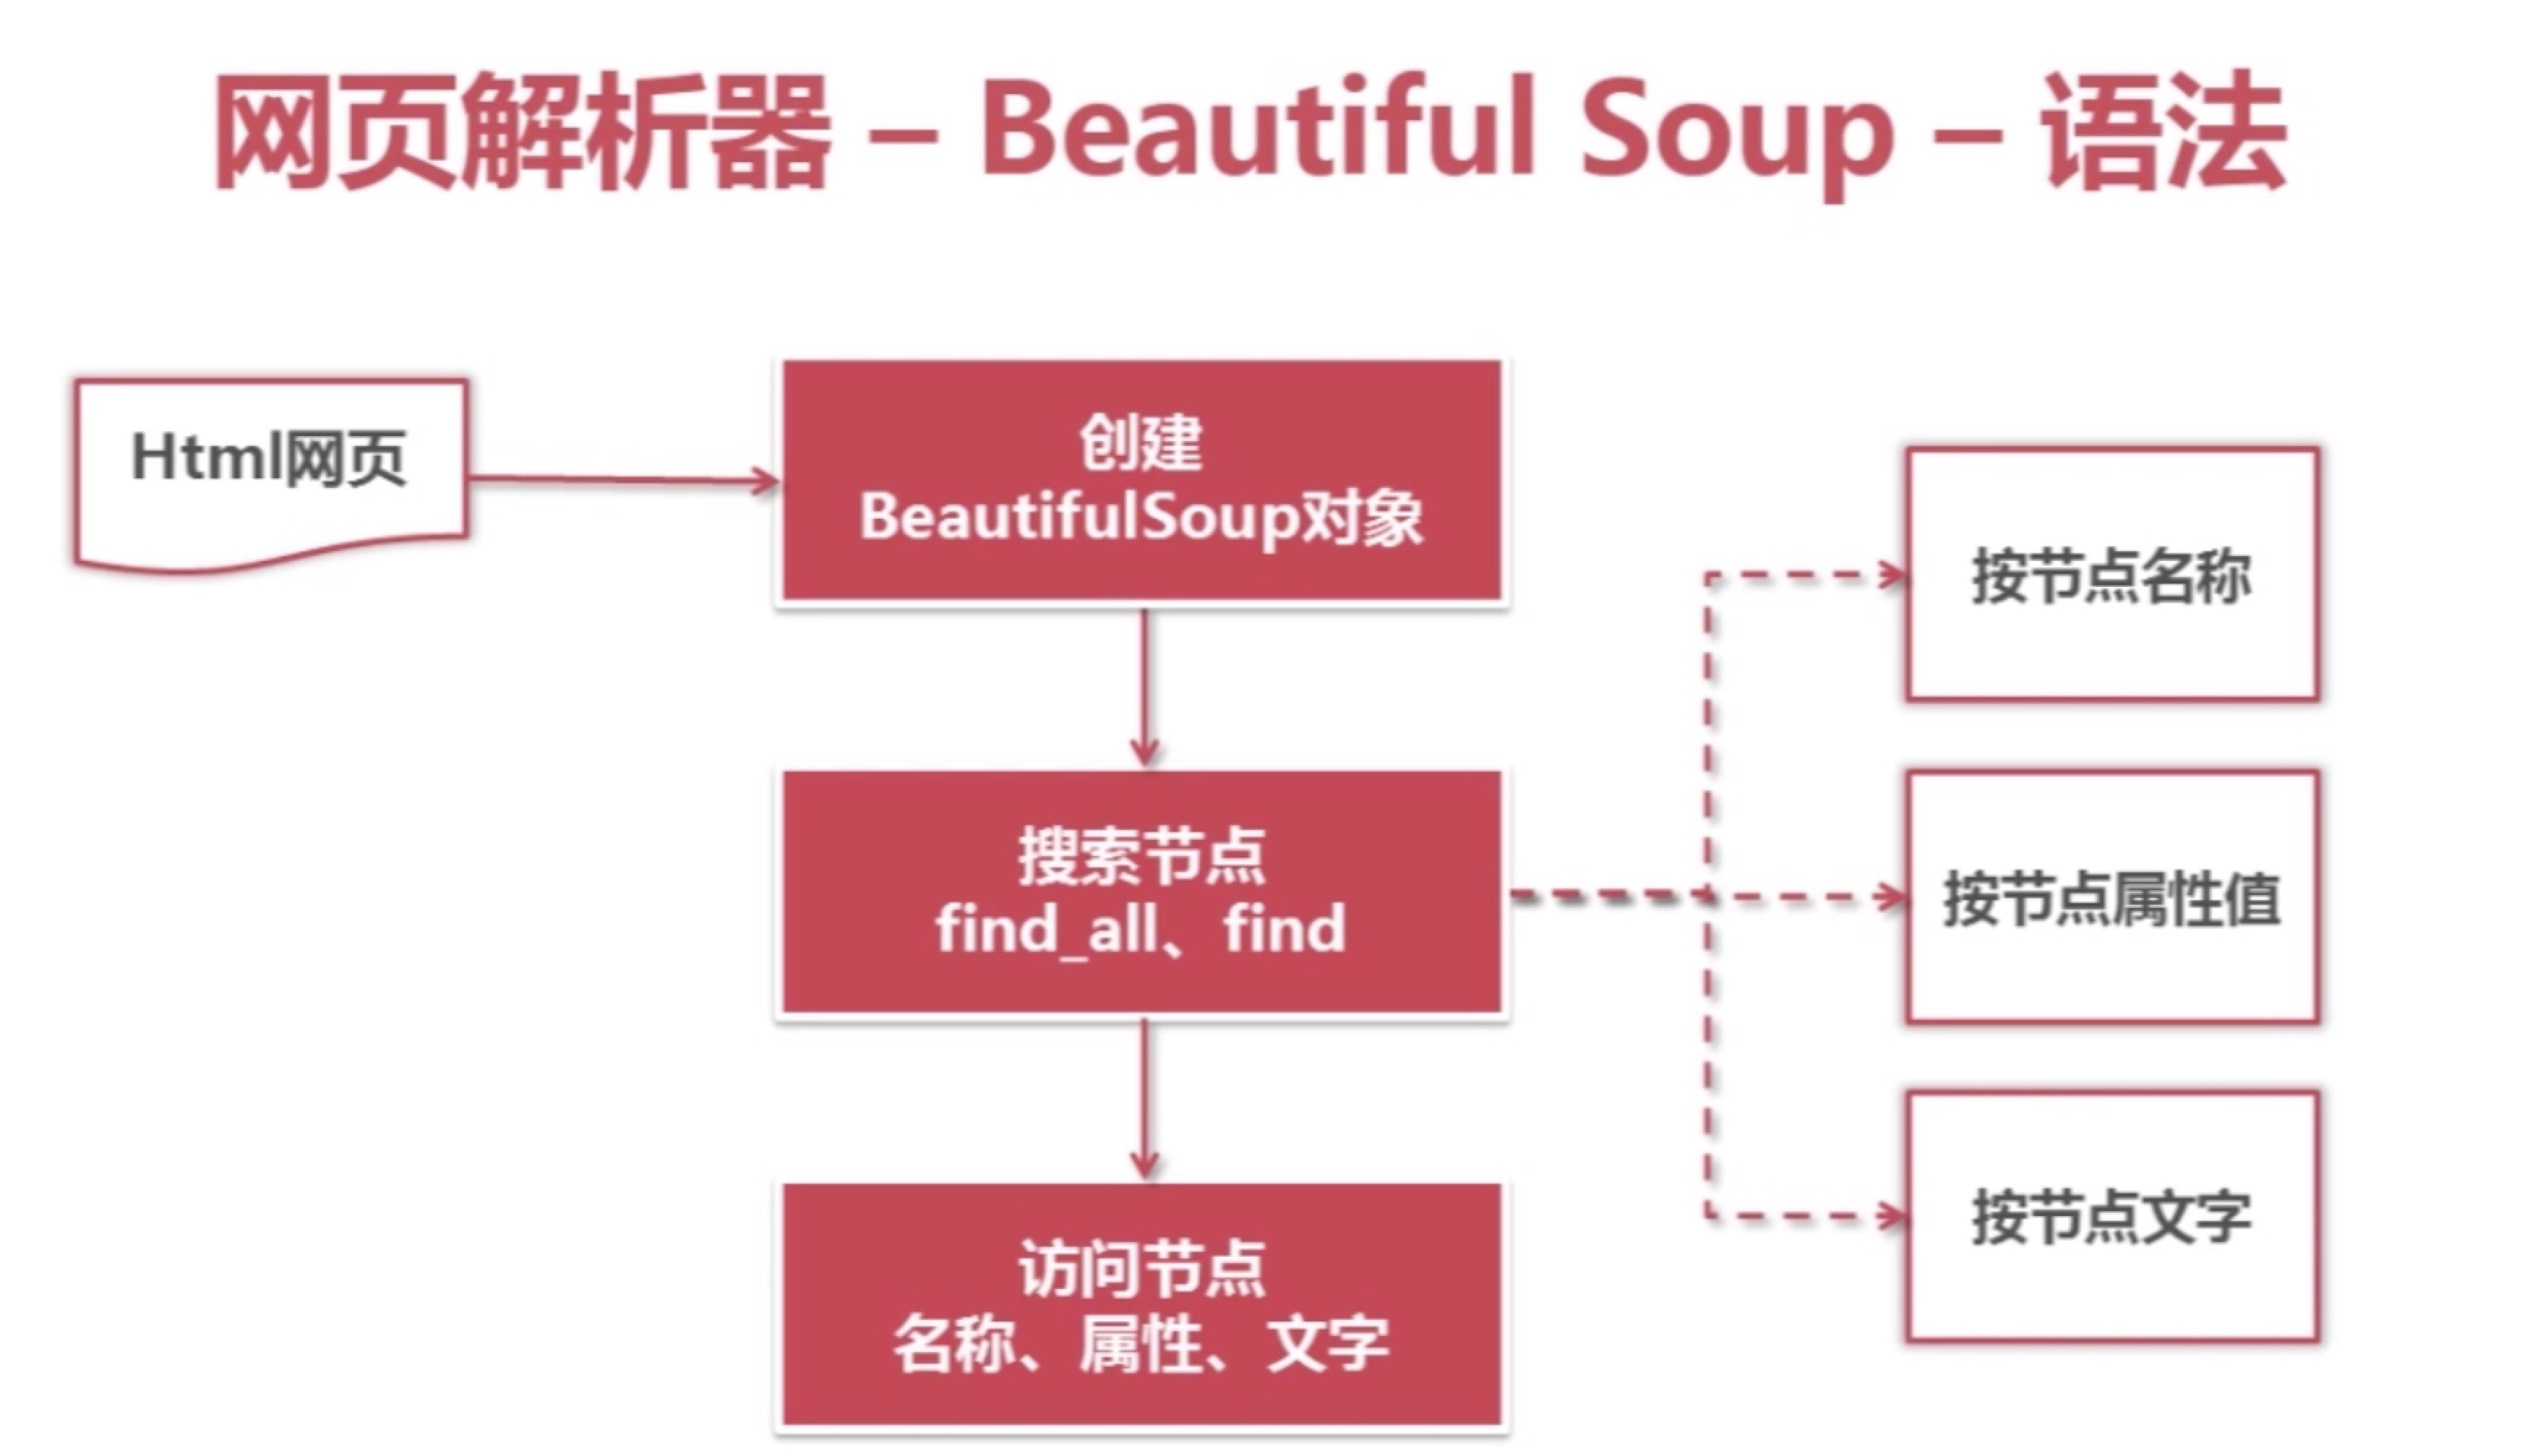 网页解析器 – Beautiful Soup – 语法
Html网页
创建
BeautifulSoup对象
搜索节点
find_all、find
访问节点
名称、属性、文字
按节点名称
按节点属性值
按节点文字